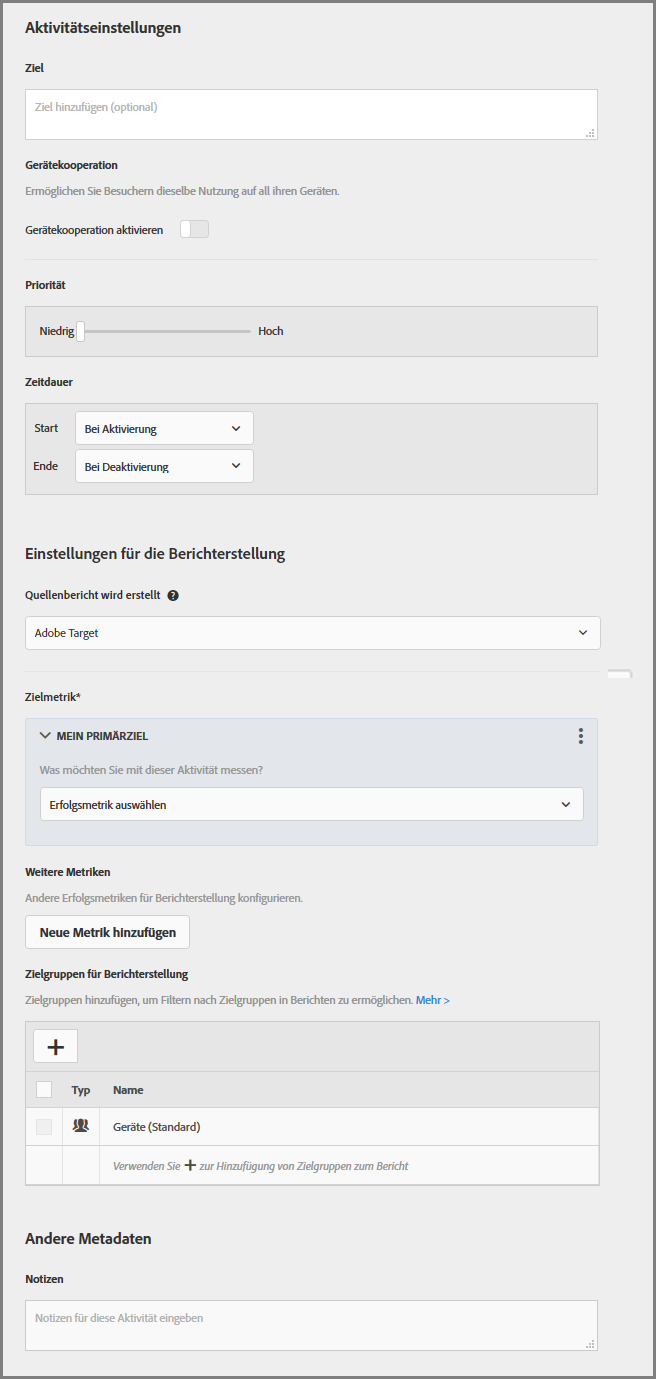 Aktivitätseinstellungen
Ziel
Ziel hinzufügen (optional)
Gerätekooperation
Ermöglichen Sie Besuchern dieselbe Nutzung auf all ihren Geräten.
Gerätekooperation aktivieren
Priorität
Niedrig Hoch
Zeitdauer
Start Bei Aktivierung
Ende Bei Deaktivierung
Einstellungen für die Berichterstellung
Quellenbericht wird erstellt ?
Adobe Target
Zielmetrik*
MEIN PRIMÄRZIEL
Was möchten Sie mit dieser Aktivität messen?
Erfolgsmetrik auswählen
Weitere Metriken
Andere Erfolgsmetriken für Berichterstellung konfigurieren.
Neue Metrik hinzufügen
Zielgruppen für Berichterstellung
Zielgruppen hinzufügen, um Filtern nach Zielgruppen in Berichten zu ermöglichen. Mehr >
+
Typ Name
Geräte (Standard)
Verwenden Sie + zur Hinzufügung von Zielgruppen zum Bericht
Andere Metadaten
Notizen
Notizen für diese Aktivität eingeben